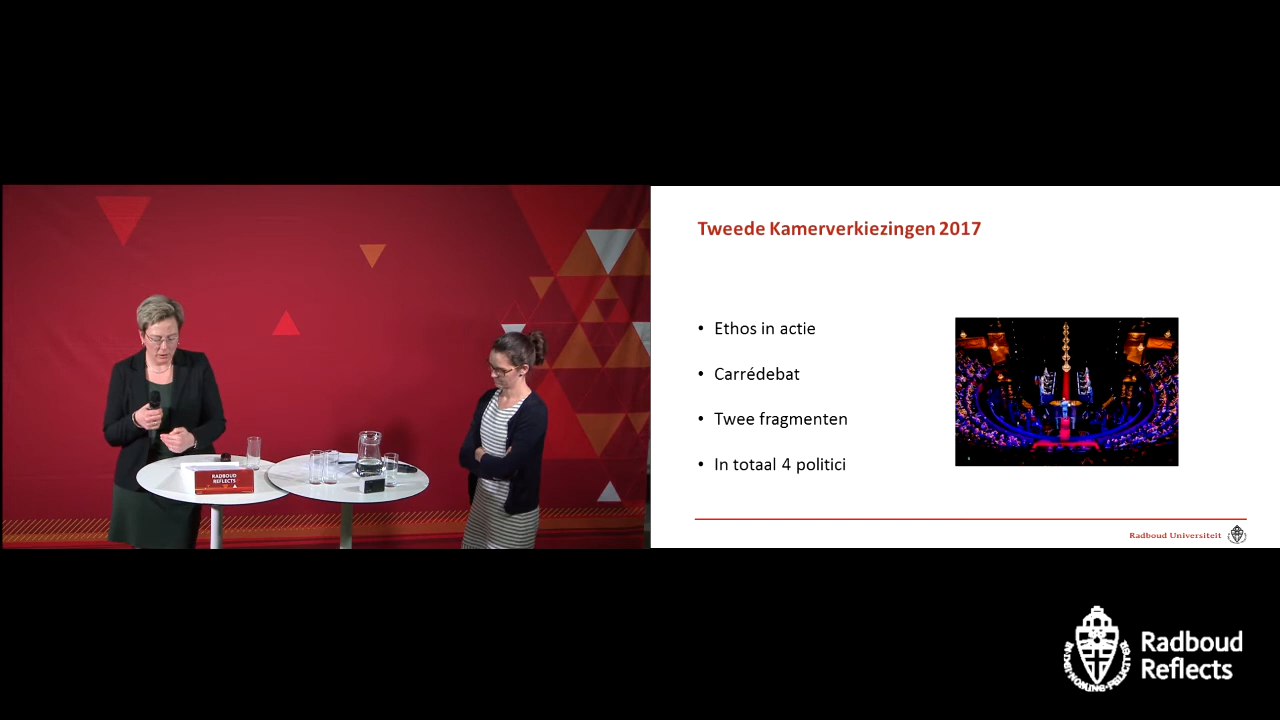 RADBOUD
REFLECTS
Tweede Kamerverkiezingen 2017
• Ethos in actie
• Carrédebat
• Twee fragmenten
• In totaal 4 politici
Radboud Universiteit
Radboud
Reflects